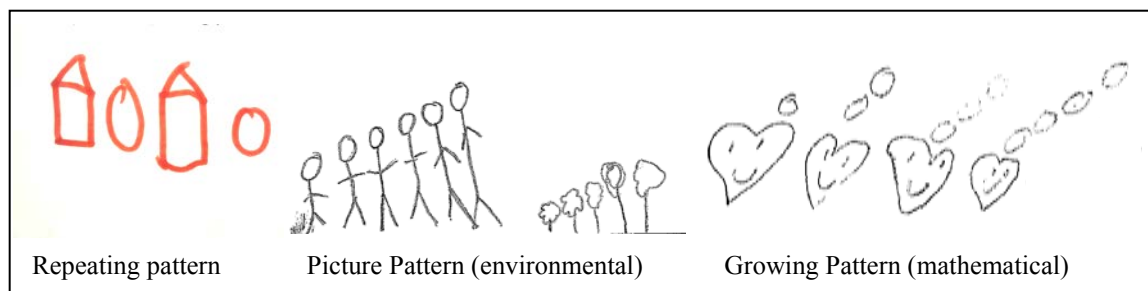 Repeating pattern
Picture Pattern (environmental)
Growing Pattern (mathematical)